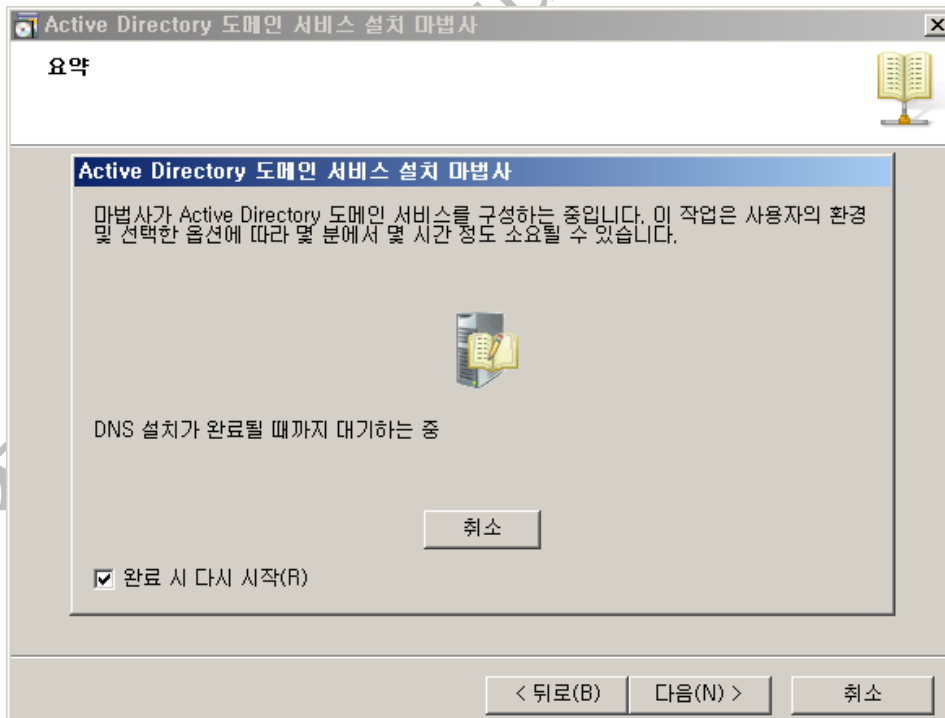 Active Directory 도메인 서비스 설치 마법사
요약
Active Directory 도메인 서비스 설치 마법사
마법사가 Active Directory 도메인 서비스를 구성하는 중입니다. 이 작업은 사용자의 환경
및 선택한 옵션에 따라 몇 분에서 몇 시간 정도 소요될 수 있습니다.
DNS 설치가 완료될 때까지 대기하는 중
취소
완료 시 다시 시작(R)
< 뒤로(B) 다음(N) > 취소